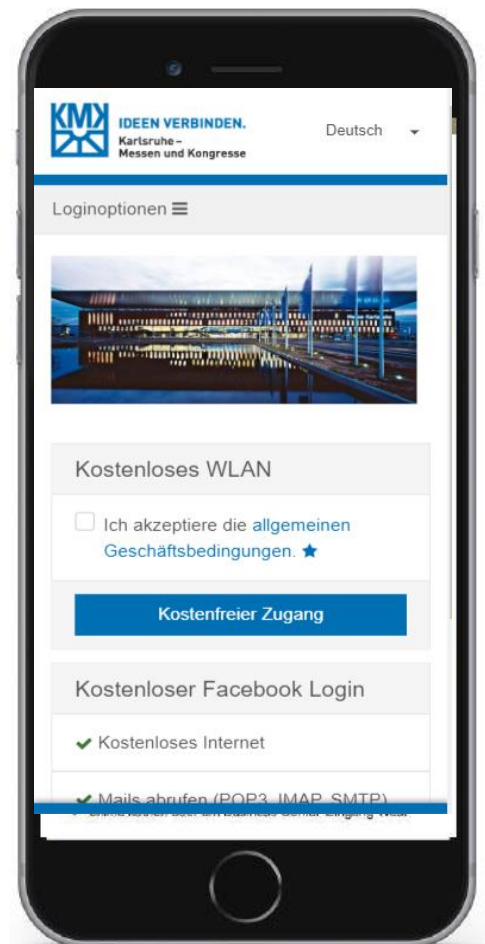 KMK
IDEEN VERBINDEN.
Karlsruhe –
Messen und Kongresse
Deutsch
Loginoptionen
Kostenloses WLAN
Ich akzeptiere die allgemeinen
Geschäftsbedingungen.
Kostenfreier Zugang
Kostenloser Facebook Login
Kostenloses Internet
Mails abrufen (POP3, IMAP, SMTP)